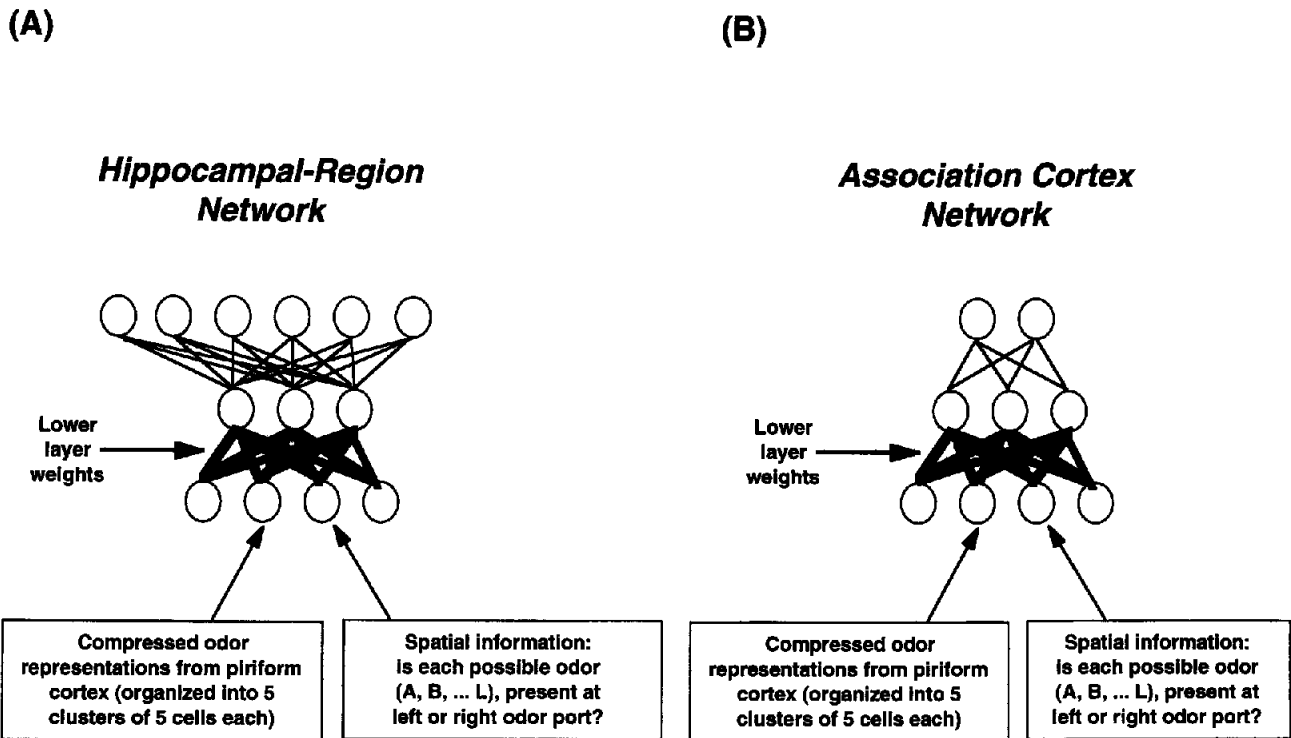 (A)
Hippocampal-Region
Network
Lower
layer
weights
Compressed odor
representations from piriform
cortex (organized into 5
clusters of 5 cells each)
Spatial information:
is each possible odor
(A, B, ... L), present at
left or right odor port?
(B)
Association Cortex
Network
Lower
layer
weights
Compressed odor
representations from piriform
cortex (organized into 5
clusters of 5 cells each)
Spatial information:
is each possible odor
(A, B, ... L), present at
left or right odor port?